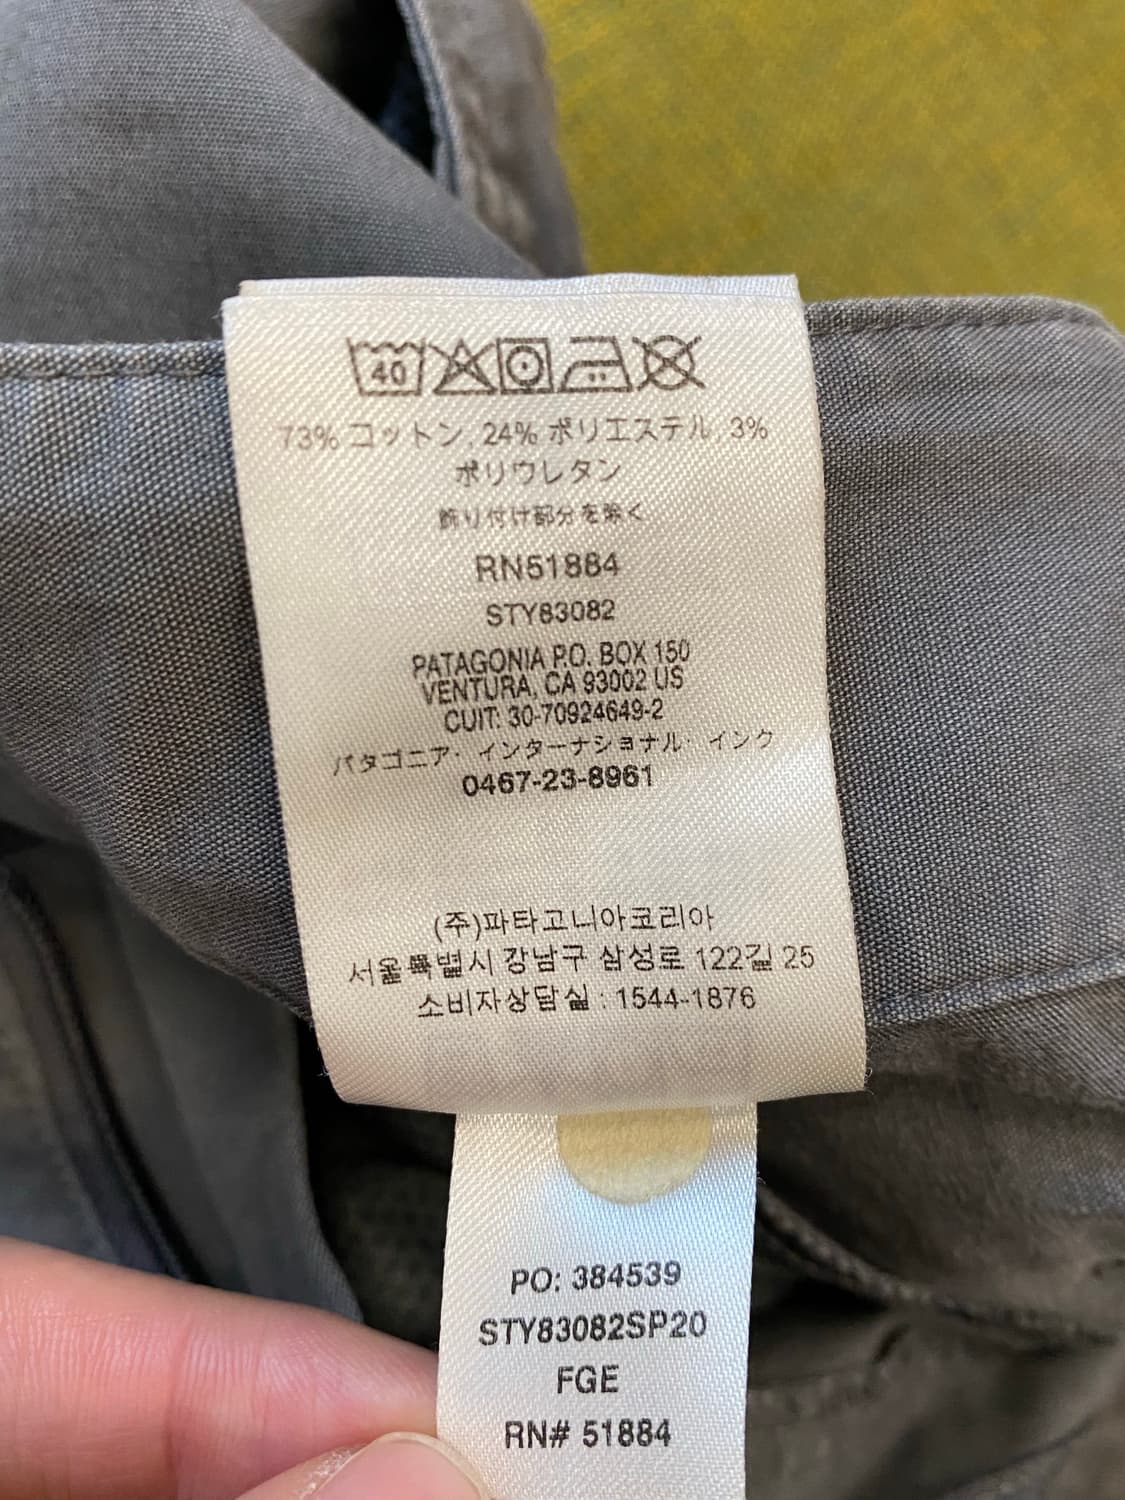 40
73% コットン, 24% ポリエステル, 3%
ポリウレタン
飾り付け部分を除く
RN51884
STY83082
PATAGONIA P.O. BOX 150
VENTURA, CA 93002 US
CUIT: 30-70924649-2
パタゴニア・インターナショナル・インク
0467-23-8961
(주)파타고니아코리아
서울특별시 강남구 삼성로 122길 25
소비자상담실 : 1544-1876
PO: 384539
STY83082SP20
FGE
RN# 51884